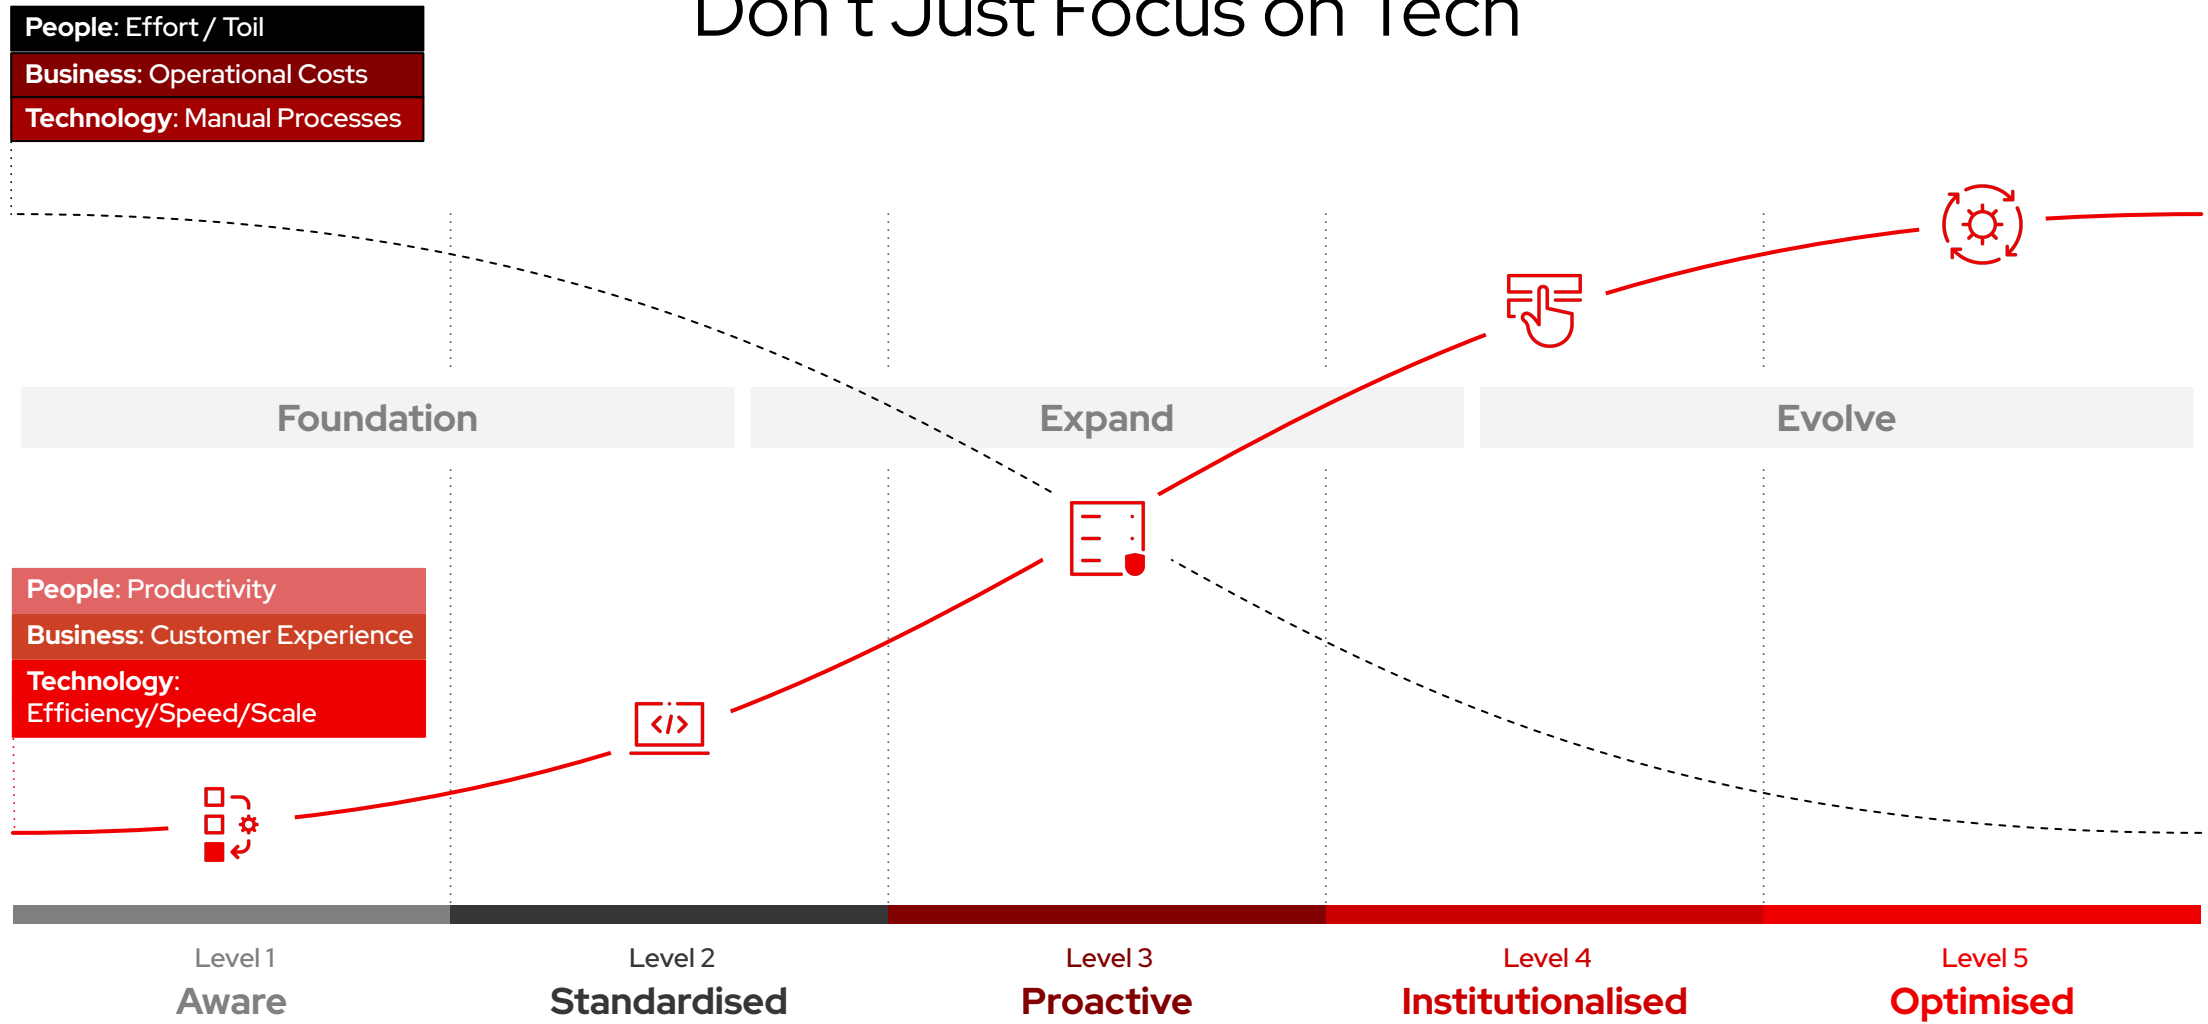 Don't Just Focus on Tech
People: Effort / Toil
Business: Operational Costs
Technology: Manual Processes
Foundation
Expand
Evolve
People: Productivity
Business: Customer Experience
Technology:
Efficiency/Speed/Scale
</>
Level 1
Aware
Level 2
Standardised
Level 3
Proactive
Level 4
Institutionalised
Level 5
Optimised